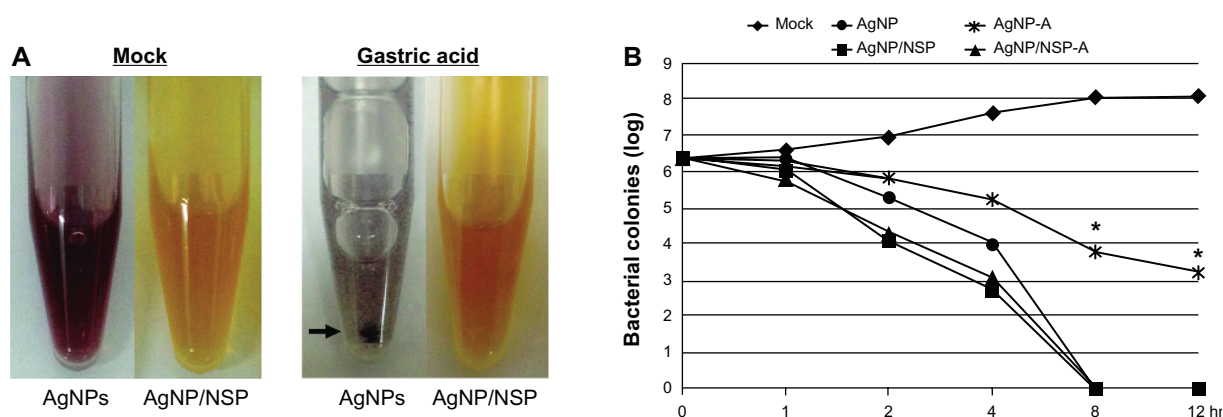 A
Mock
Gastric acid
AgNPs
AgNP/NSP
AgNPs
AgNP/NSP
B
Mock
AgNP
AgNP-A
AgNP/NSP
AgNP/NSP-A
Bacterial colonies (log)
9
8
7
6
5
4
3
2
1
0
*
*
0
1
2
4
8
12 hr